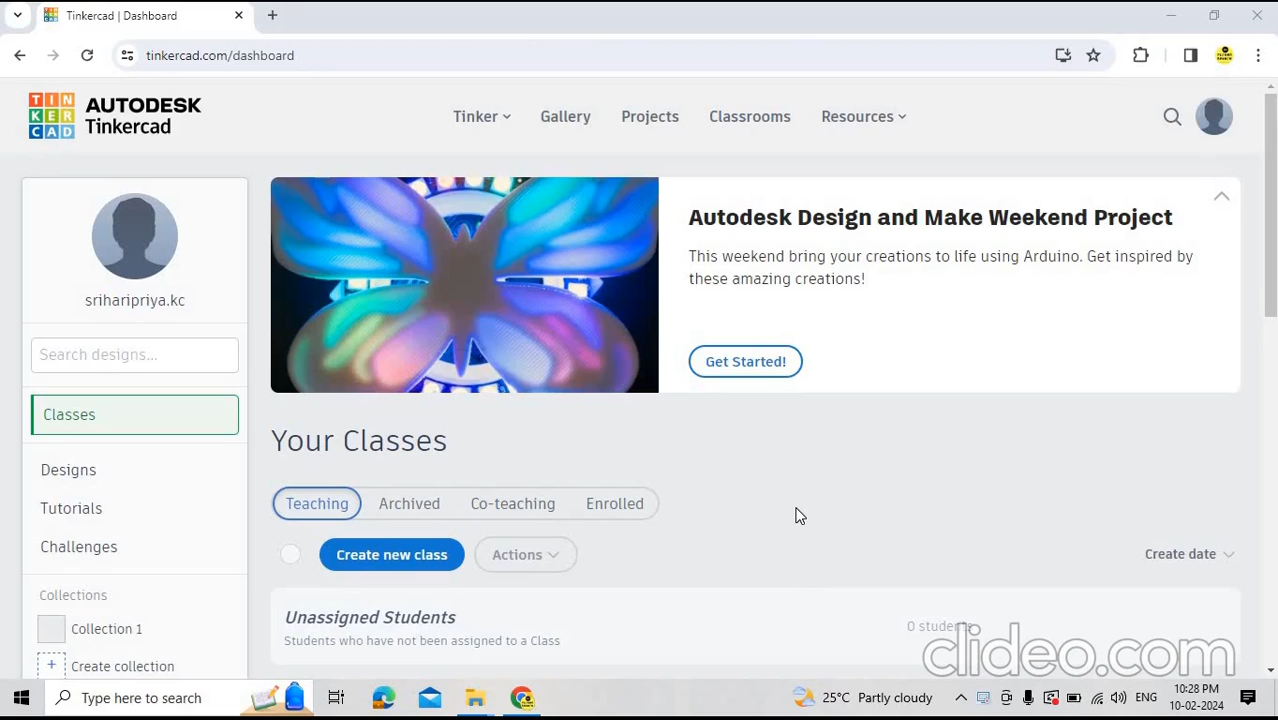 Tinkercad | Dashboard
tinkercad.com/dashboard
TIN
KER
CAD
AUTODESK
Tinkercad
Tinker
Gallery
Projects
Classrooms
Resources
sriharipriya.kc
Search designs...
Classes
Designs
Tutorials
Challenges
Collections
Collection 1
Create collection
Autodesk Design and Make Weekend Project
This weekend bring your creations to life using Arduino. Get inspired by
these amazing creations!
Get Started!
Your Classes
Teaching
Archived
Co-teaching
Enrolled
Create new class
Actions
Create date
Unassigned Students
Students who have not been assigned to a Class
0 students
clideo.com
Type here to search
25°C Partly cloudy
ENG
10:28 PM
10-02-2024